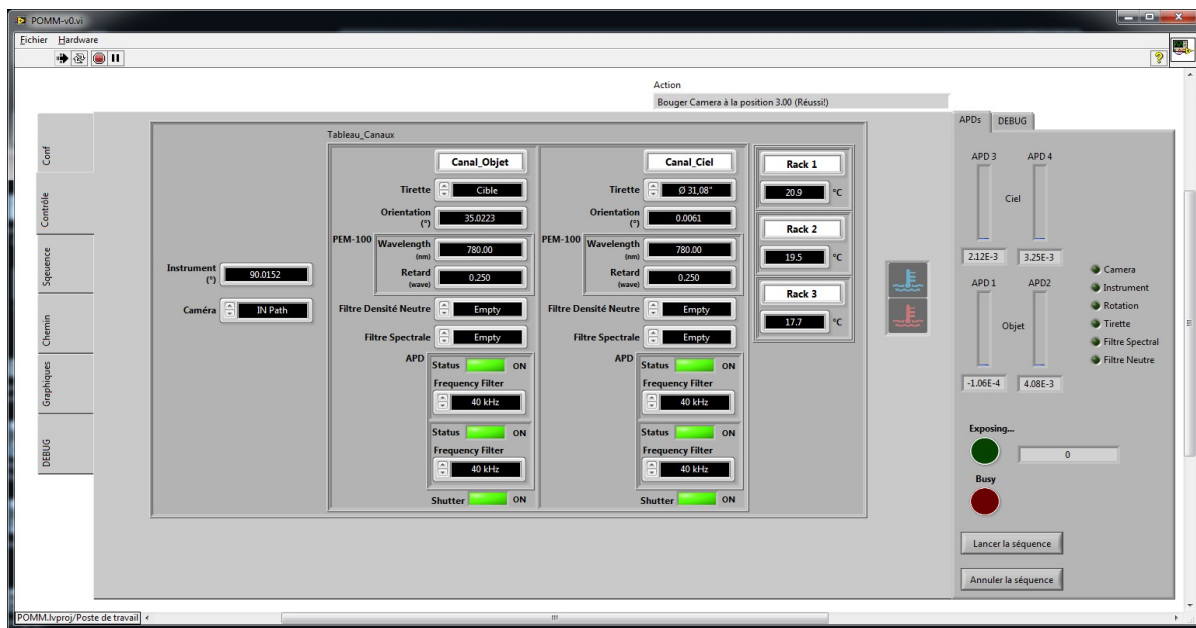 POMM-v0.vi
Fichier Hardware
Action
Bouger Camera à la position 3.00 (Réussi!)
Conf
Contrôle
Sqeuence
Chemin
Graphiques
DEBUG
Instrument (°) 90.0152
Caméra IN Path
Tableau_Canaux
Canal_Objet
Tirette Cible
Orientation (°) 35.0223
PEM-100
Wavelength (nm) 780.00
Retard (wave) 0.250
Filtre Densité Neutre Empty
Filtre Spectrale Empty
APD
Status ON
Frequency Filter
40 kHz
Status ON
Frequency Filter
40 kHz
Shutter ON
Canal_Ciel
Tirette Ø 31,08"
Orientation (°) 0.0061
PEM-100
Wavelength (nm) 780.00
Retard (wave) 0.250
Filtre Densité Neutre Empty
Filtre Spectrale Empty
APD
Status ON
Frequency Filter
40 kHz
Status ON
Frequency Filter
40 kHz
Shutter ON
Rack 1
20.9 °C
Rack 2
19.5 °C
Rack 3
17.7 °C
APDs DEBUG
APD 3 APD 4
Ciel
2.12E-3 3.25E-3
APD 1 APD2
Objet
-1.06E-4 4.08E-3
Camera
Instrument
Rotation
Tirette
Filtre Spectral
Filtre Neutre
Exposing...
0
Busy
Lancer la séquence
Annuler la séquence
POMM.lvproj/Poste de travail